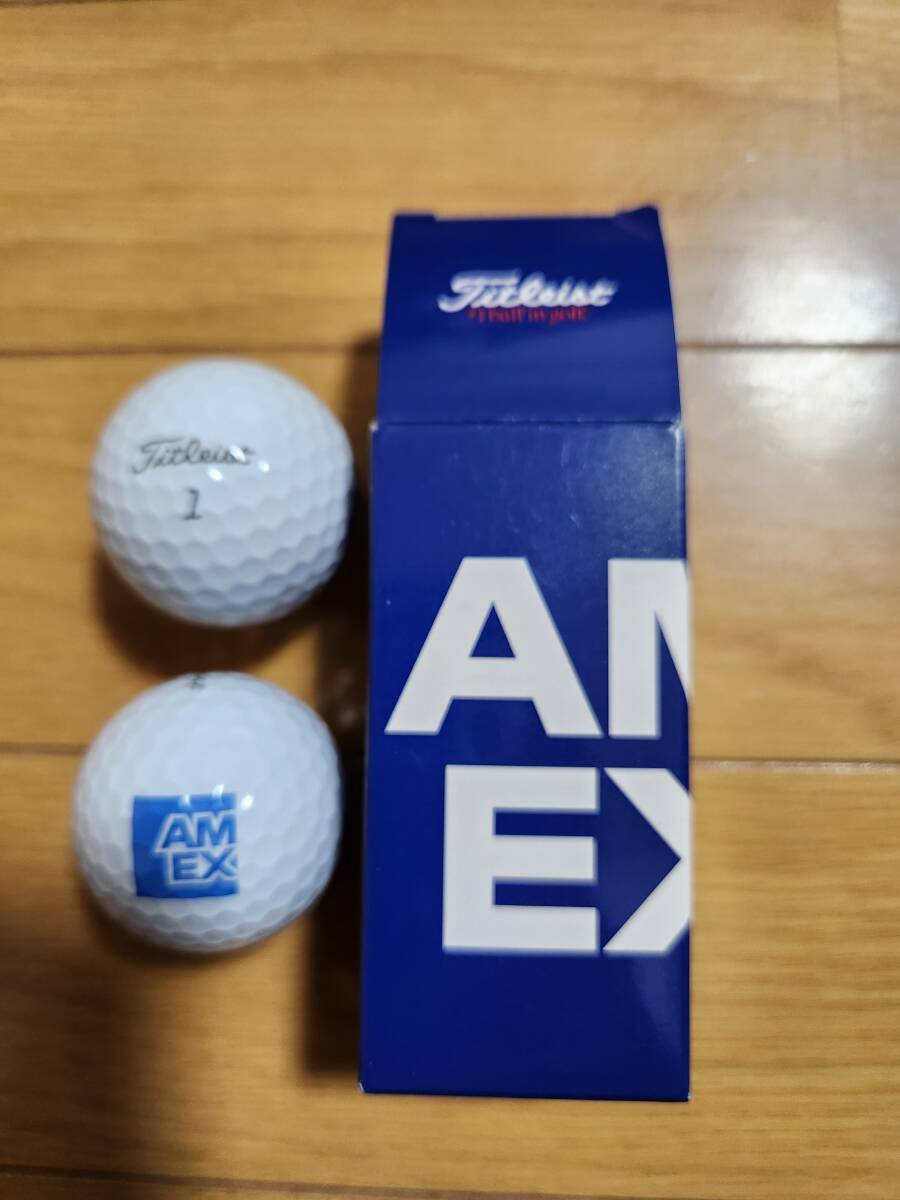 Titleist
#1 ball in golf
Titleist
1
AM
EX
AM
EX